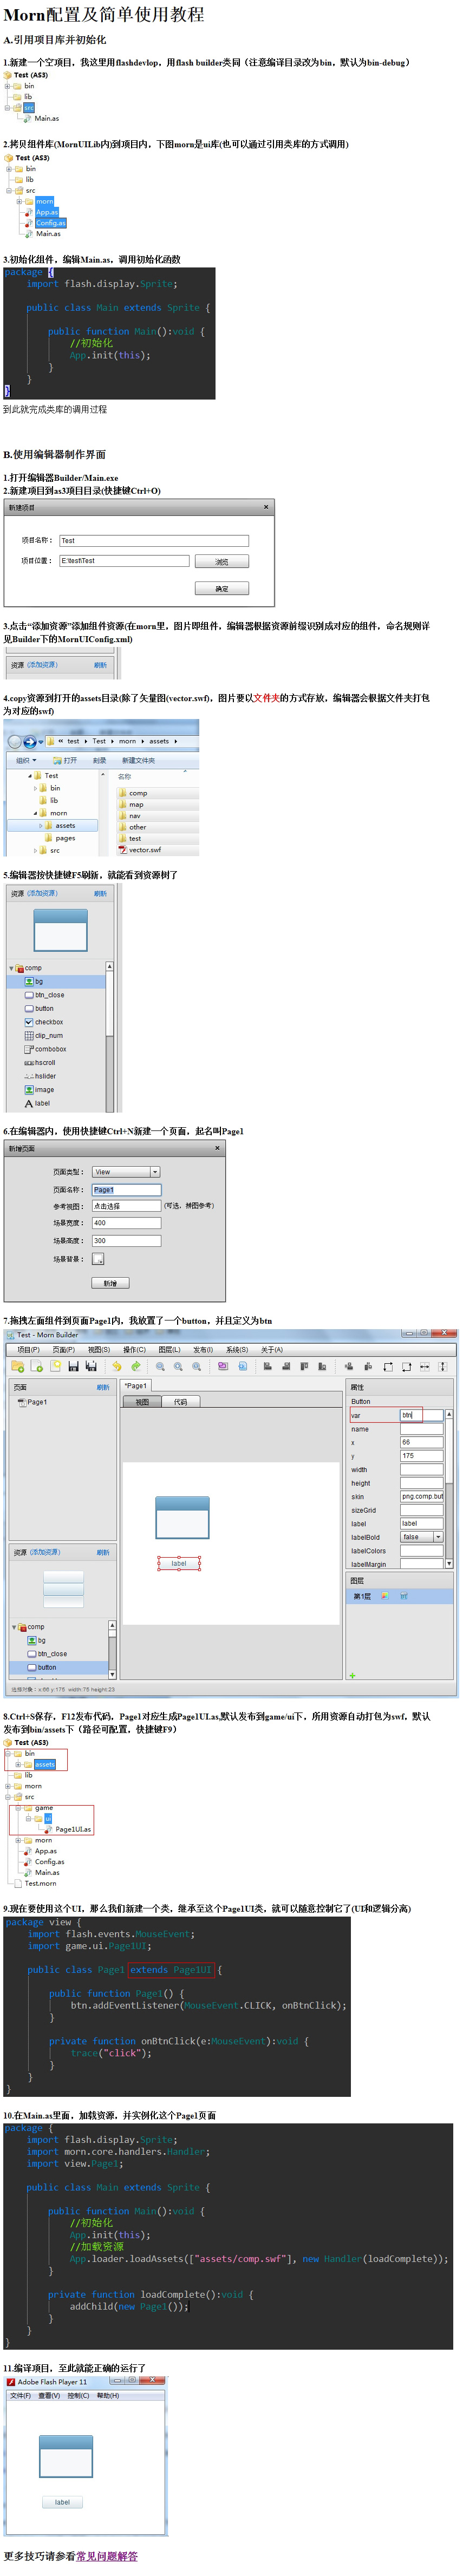 Morn配置及简单使用教程
A.引用项目库并初始化
1.新建一个空项目，我这里用flashdevlop，用flash builder类同（注意编译目录改为bin，默认为bin-debug）
Test (AS3)
bin
lib
src
Main.as
2.拷贝组件库(MornUILib内)到项目内，下图morn是ui库(也可以通过引用类库的方式调用)
Test (AS3)
bin
lib
src
morn
App.as
Config.as
Main.as
3.初始化组件，编辑Main.as，调用初始化函数
package {
import flash.display.Sprite;
public class Main extends Sprite {
public function Main():void {
//初始化
App.init(this);
}
}
}
到此就完成类库的调用过程
B.使用编辑器制作界面
1.打开编辑器Builder/Main.exe
2.新建项目到as3项目目录(快捷键Ctrl+O)
新建项目 ×
项目名称： Test
项目位置： E:\test\Test 浏览
确定
3.点击“添加资源”添加组件资源(在morn里，图片即组件，编辑器根据资源前缀识别成对应的组件，命名规则详
见Builder下的MornUIConfig.xml)
资源 (添加资源) 刷新
4.copy资源到打开的assets目录(除了矢量图(vector.swf)，图片要以文件夹的方式存放，编辑器会根据文件夹打包
为对应的swf)
« test ▸ Test ▸ morn ▸ assets ▸
组织 打开 刻录 新建文件夹
Test 名称
bin comp
lib map
morn nav
assets other
pages test
src vector.swf
5.编辑器按快捷键F5刷新，就能看到资源树了
资源 (添加资源) 刷新
comp
bg
btn_close
button
checkbox
clip_num
combobox
hscroll
hslider
image
label
6.在编辑器内，使用快捷键Ctrl+N新建一个页面，起名叫Page1
新增页面 ×
页面类型： View
页面名称： Page1
参考视图： 点击选择 (可选，拼图参考)
场景宽度： 400
场景高度： 300
场景背景：
新增
7.拖拽左面组件到页面Page1内，我放置了一个button，并且定义为btn
Test - Morn Builder
项目(P) 页面(P) 视图(S) 操作(C) 图层(L) 发布(I) 系统(S) 关于(A)
页面 刷新
Page1
*Page1
视图 代码
label
属性
Button
var btn
name
x 66
y 175
width
height
skin png.comp.but
sizeGrid
label label
labelBold false
labelColors
labelMargin
图层
第1层
资源 (添加资源) 刷新
comp
bg
btn_close
button
选择对象：x:66 y:175 width:75 height:23
8.Ctrl+S保存，F12发布代码，Page1对应生成Page1UI.as,默认发布到game/ui下，所用资源自动打包为swf，默认
发布到bin/assets下（路径可配置，快捷键F9）
Test (AS3)
bin
assets
lib
morn
src
game
ui
Page1UI.as
morn
App.as
Config.as
Main.as
Test.morn
9.现在要使用这个UI，那么我们新建一个类，继承至这个Page1UI类，就可以随意控制它了(UI和逻辑分离)
package view {
import flash.events.MouseEvent;
import game.ui.Page1UI;
public class Page1 extends Page1UI {
public function Page1() {
btn.addEventListener(MouseEvent.CLICK, onBtnClick);
}
private function onBtnClick(e:MouseEvent):void {
trace("click");
}
}
}
10.在Main.as里面，加载资源，并实例化这个Page1页面
package {
import flash.display.Sprite;
import morn.core.handlers.Handler;
import view.Page1;
public class Main extends Sprite {
public function Main():void {
//初始化
App.init(this);
//加载资源
App.loader.loadAssets(["assets/comp.swf"], new Handler(loadComplete));
}
private function loadComplete():void {
addChild(new Page1());
}
}
}
11.编译项目，至此就能正确的运行了
Adobe Flash Player 11
文件(F) 查看(V) 控制(C) 帮助(H)
label
更多技巧请参看常见问题解答